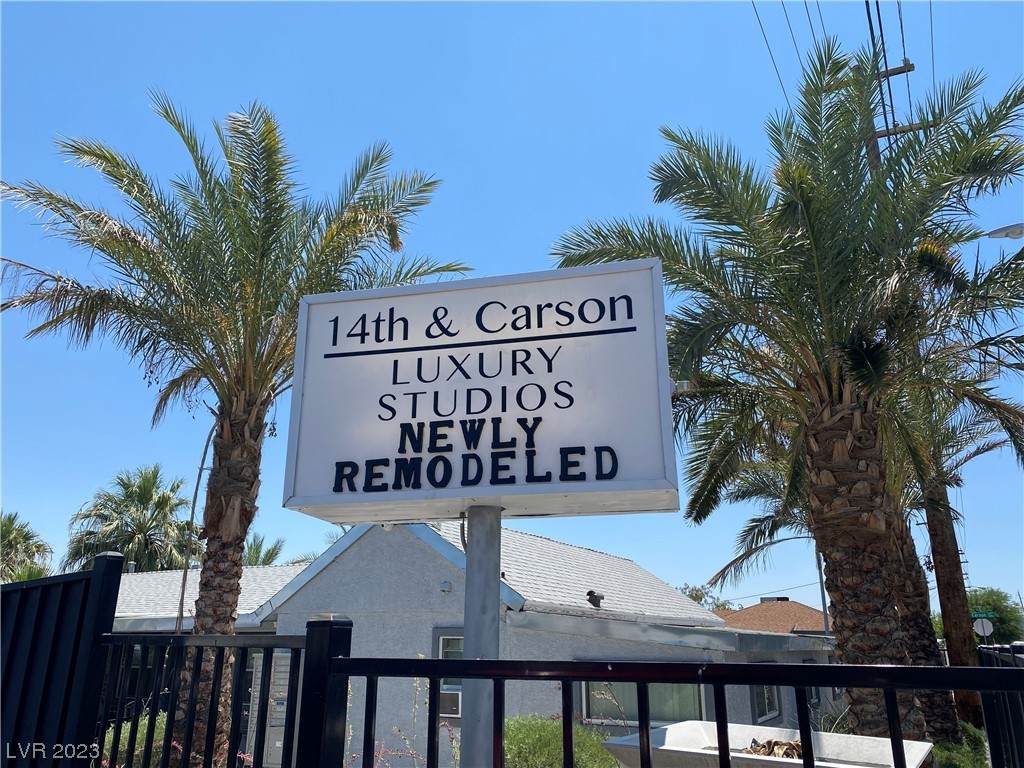 14th & Carson
LUXURY
STUDIOS
NEWLY
REMODELED
LVR 2023